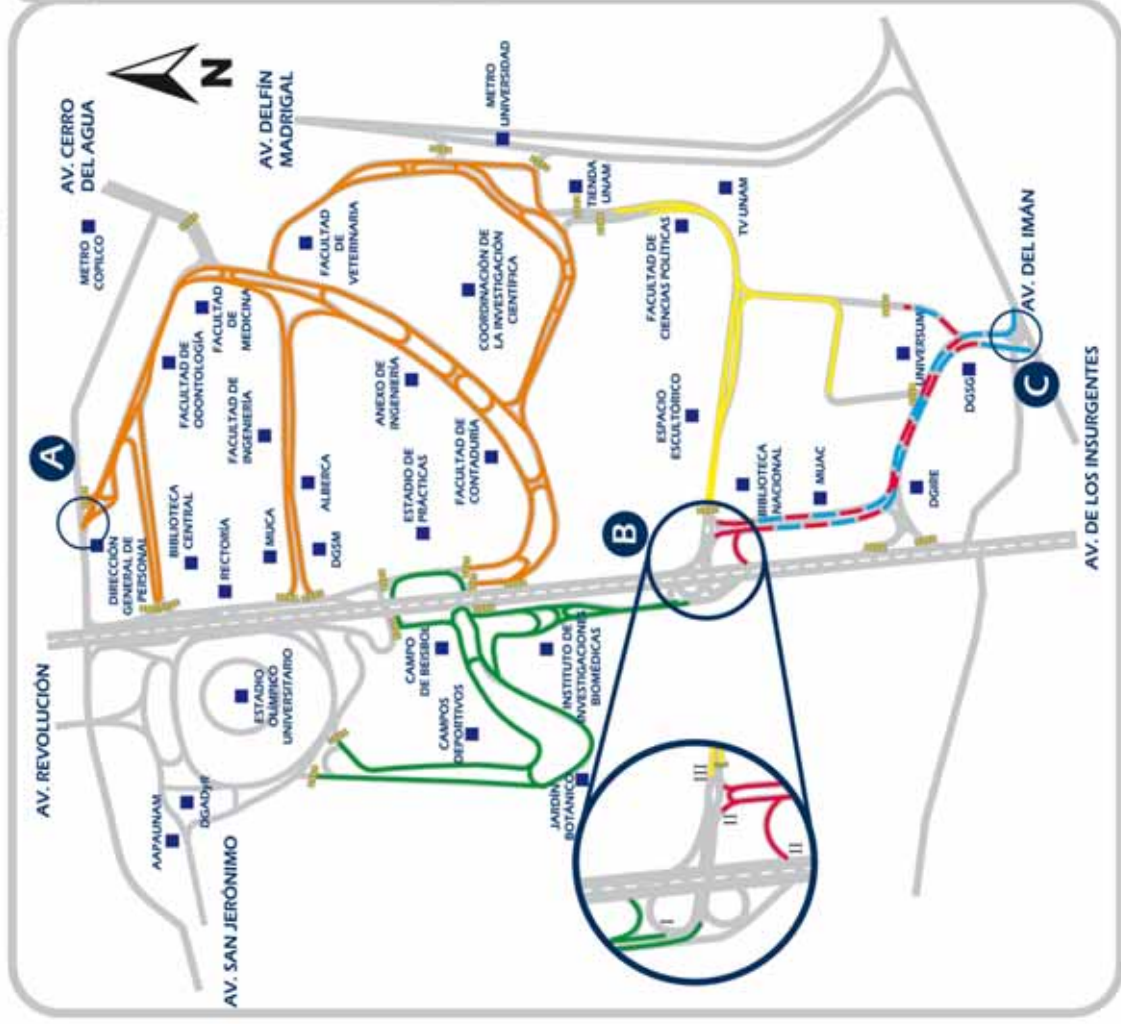 AV. REVOLUCIÓN
AV. CERRO
DEL AGUA
N
METRO
COPILCO
AV. DELFÍN
MADRIGAL
METRO
UNIVERSIDAD
A
DIRECCIÓN
GENERAL DE
PERSONAL
FACULTAD DE
ODONTOLOGÍA
FACULTAD
DE
MEDICINA
FACULTAD
DE
VETERINARIA
BIBLIOTECA
CENTRAL
RECTORÍA
FACULTAD DE
INGENIERÍA
MUCA
ALBERCA
DGSM
AAPAUNAM
DGADyR
ESTADIO
OLÍMPICO
UNIVERSITARIO
AV. SAN JERÓNIMO
ANEXO DE
INGENIERÍA
COORDINACIÓN DE
LA INVESTIGACIÓN
CIENTÍFICA
ESTADIO DE
PRÁCTICAS
FACULTAD DE
CONTADURÍA
CAMPO
DE BEISBOL
CAMPOS
DEPORTIVOS
INSTITUTO DE
INVESTIGACIONES
BIOMÉDICAS
JARDÍN
BOTÁNICO
TIENDA
UNAM
TV UNAM
FACULTAD DE
CIENCIAS POLÍTICAS
ESPACIO
ESCULTÓRICO
B
BIBLIOTECA
NACIONAL
MUAC
UNIVERSUM
DGSG
DGIRE
C
AV. DEL IMÁN
AV. DE LOS INSURGENTES
I
II
II
III